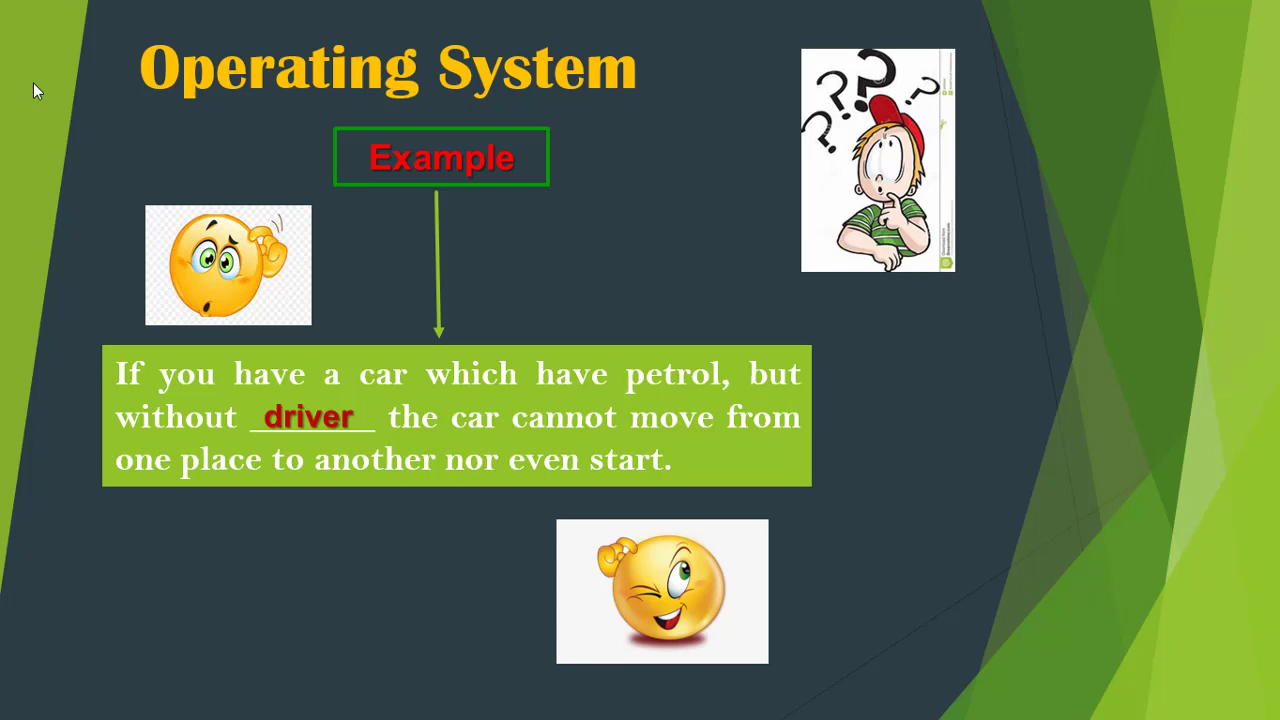 Operating System
Example
If you have a car which have petrol, but
without driver the car cannot move from
one place to another nor even start.